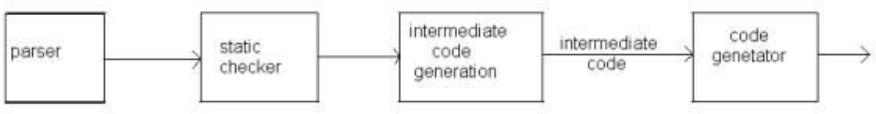 parser
static
checker
intermediate
code
generation
intermediate
code
code
genetator